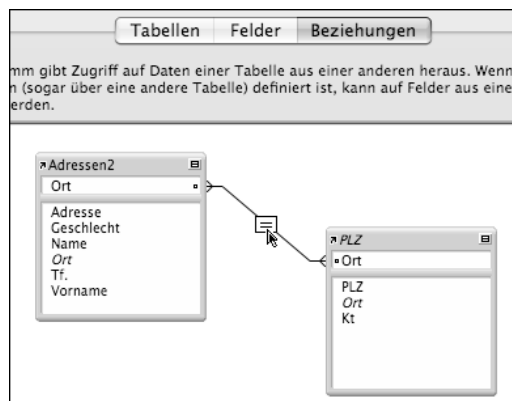 Tabellen Felder Beziehungen
mm gibt Zugriff auf Daten einer Tabelle aus einer anderen heraus. Wenn
n (sogar über eine andere Tabelle) definiert ist, kann auf Felder aus eine
erden.
Adressen2
Ort
Adresse
Geschlecht
Name
Ort
Tf.
Vorname
PLZ
Ort
PLZ
Ort
Kt